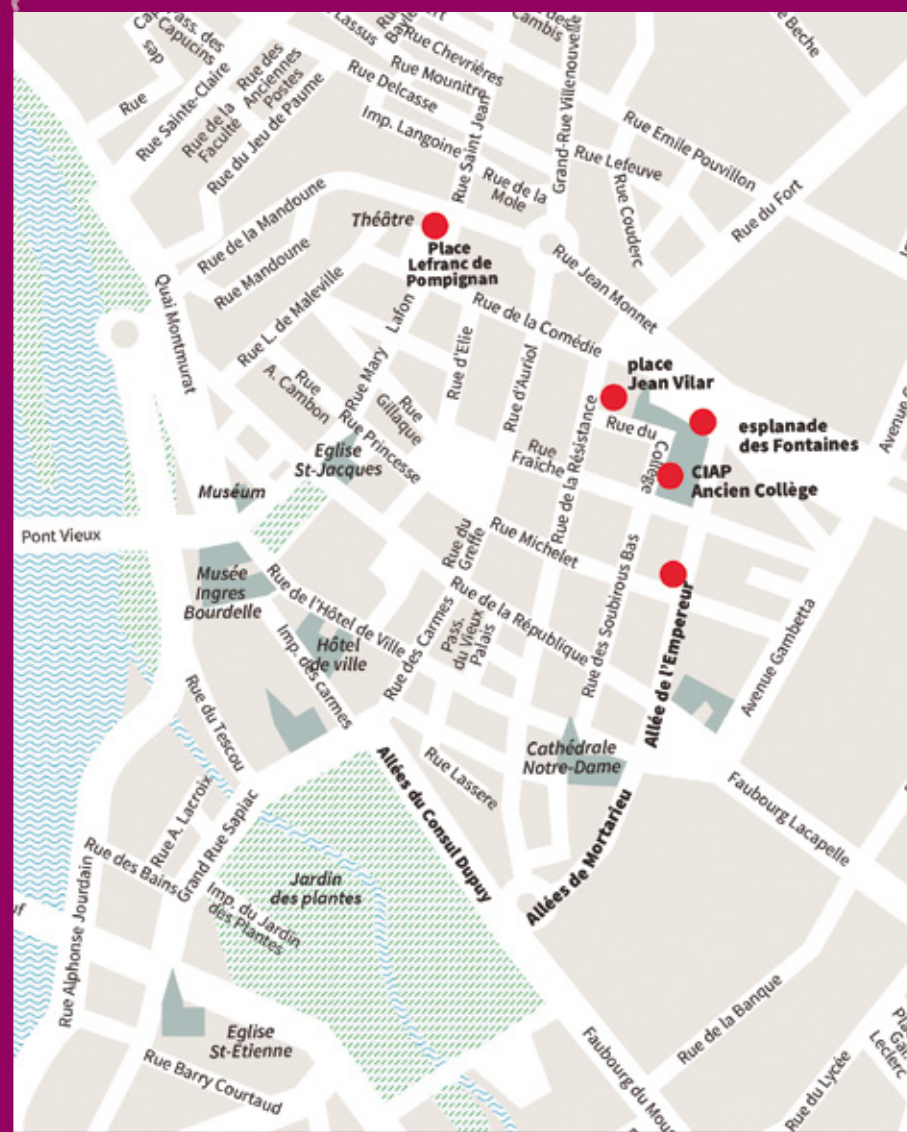 Pass. des
Capucins
des
Rue
Rue Sainte-Claire
Rue des
Anciennes
Postes
Rue de la
Faculté
Rue du Jeu de Paume
Lassus
Rue Chevrières
Rue Mounitre
Rue Delcasse
Imp. Langoine
Rue Saint Jean
Cambis
Grand-Rue Villenouvelle
Beche
Rue Emile Pouvillon
Rue Lefeuve
Rue Couderc
Rue du Fort
Rue de la
Mole
Rue de la Mandoune
Théâtre
Place
Lefranc de
Pompignan
Rue Mandoune
Rue Jean Monnet
Quai Montmurat
Rue L. de Maleville
Rue Mary Lafon
Rue de la Comédie
Rue d'Elie
Rue d'Auriol
place
Jean Vilar
Rue
A. Cambon
Rue
Gillaque
Rue Princesse
Rue du
Collège
esplanade
des Fontaines
Eglise
St-Jacques
Rue
Fraîche
Rue de la Résistance
CIAP
Ancien Collège
Muséum
Pont Vieux
Rue Michelet
Rue du
Greffe
Musée
Ingres
Bourdelle
Rue de l'Hôtel de Ville
Rue de la République
Rue des Soubirous Bas
Allée de l'Empereur
Avenue Gambetta
Hôtel
de ville
Imp. des carmes
Rue des Carmes
Pass.
du Vieux
Palais
Rue du Tescou
Cathédrale
Notre-Dame
Rue Lassere
Allées du Consul Dupuy
Allées de Mortarieu
Faubourg Lacapelle
Rue A. Lacroix
Grand Rue Sapiac
Rue des Bains
Jardin
des plantes
Imp. du Jardin
des Plantes
Rue Alphonse Jourdain
Eglise
St-Etienne
Rue Barry Courtaud
Rue de la Banque
Rue du Lycée
Leclerc
Faubourg du